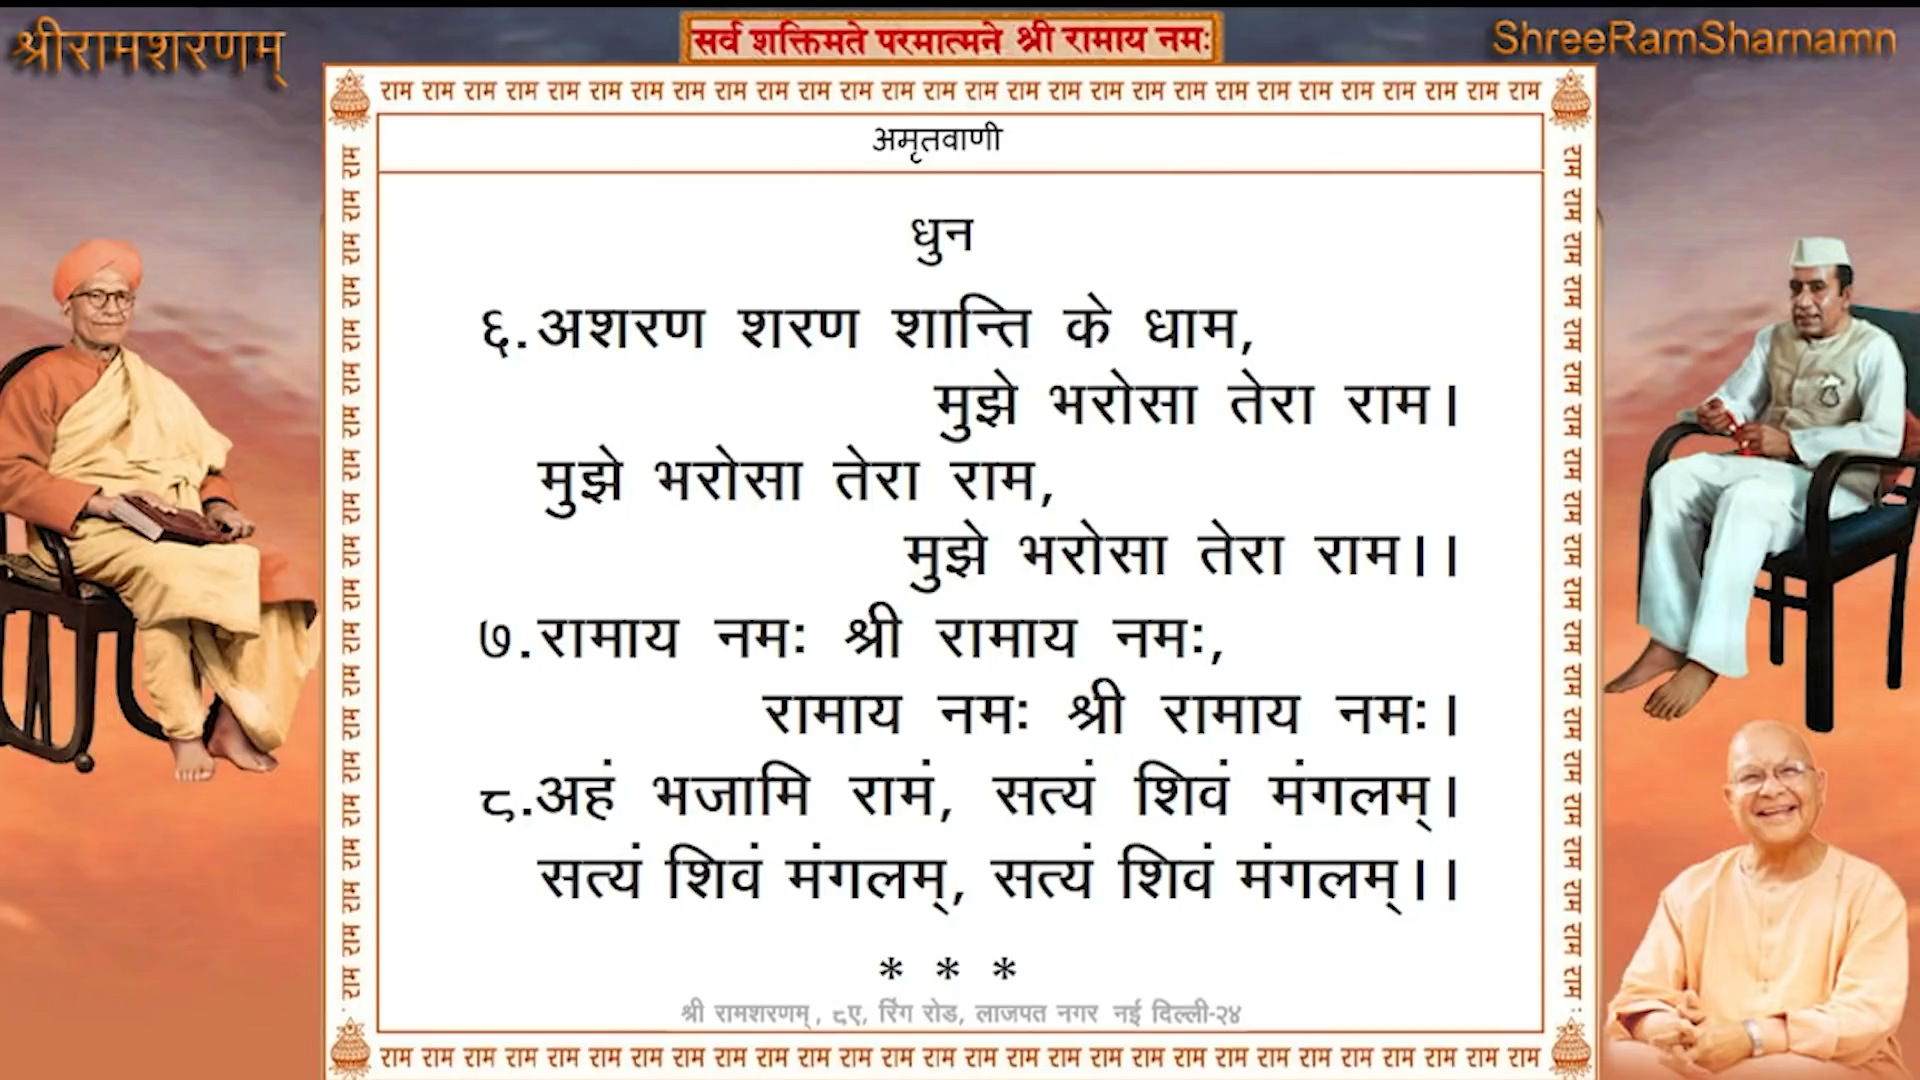 श्रीरामशरणम्
सर्व शक्तिमते परमात्मने श्री रामाय नमः
ShreeRamSharnamn
राम राम राम राम राम राम राम राम राम राम राम राम राम राम राम राम राम राम राम राम राम राम राम राम राम राम राम राम
अमृतवाणी
धुन
६. अशरण शरण शान्ति के धाम,
मुझे भरोसा तेरा राम।
मुझे भरोसा तेरा राम,
मुझे भरोसा तेरा राम।।
७. रामाय नमः श्री रामाय नमः,
रामाय नमः श्री रामाय नमः।
८. अहं भजामि रामं, सत्यं शिवं मंगलम्।
सत्यं शिवं मंगलम्, सत्यं शिवं मंगलम्।।
* * *
श्री रामशरणम् , ८ए, रिंग रोड, लाजपत नगर नई दिल्ली-२४
राम राम राम राम राम राम राम राम राम राम राम राम राम राम राम राम राम राम राम राम राम राम राम राम राम राम राम राम
राम राम राम राम राम राम राम राम राम राम राम राम राम राम राम राम राम राम राम राम
राम राम राम राम राम राम राम राम राम राम राम राम राम राम राम राम राम राम राम राम